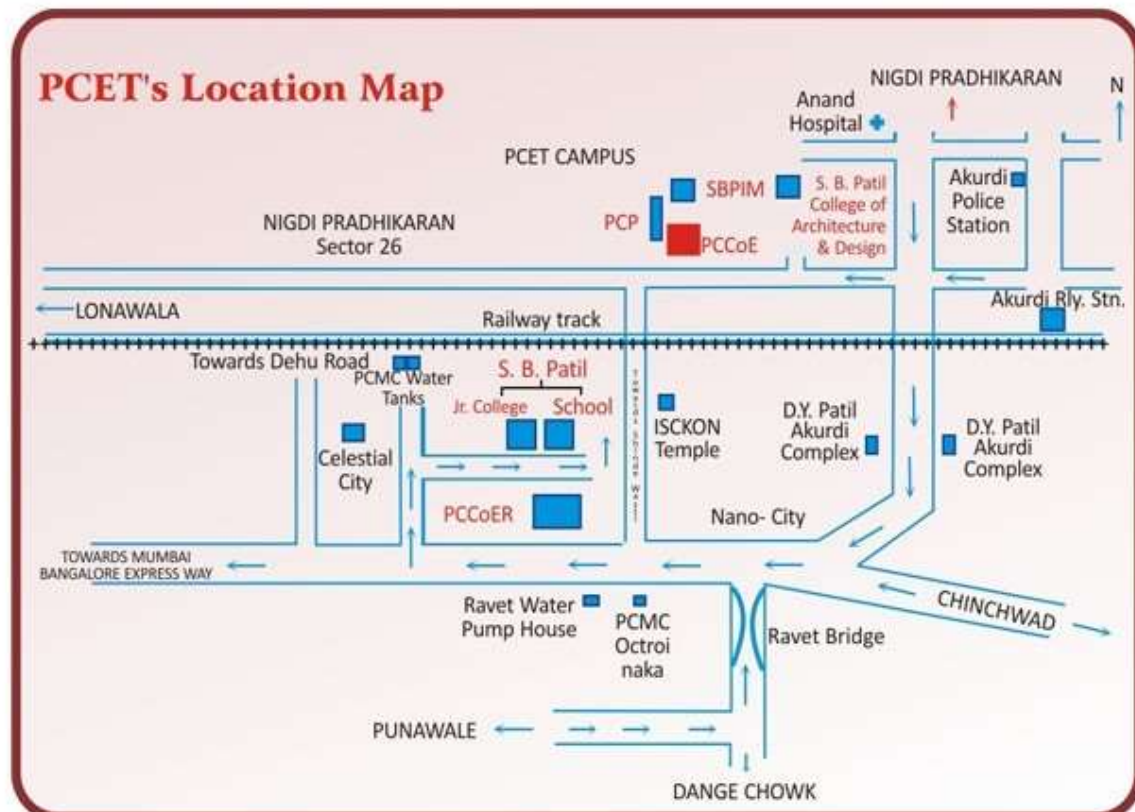 PCET's Location Map
NIGDI PRADHIKARAN
N
Anand
Hospital
PCET CAMPUS
SBPIM
S. B. Patil
College of
Architecture
& Design
Akurdi
Police
Station
PCP
PCCoE
NIGDI PRADHIKARAN
Sector 26
LONAWALA
Akurdi Rly. Stn.
Railway track
Towards Dehu Road
PCMC Water
Tanks
S. B. Patil
Jr. College
School
Celestial
City
ISCKON
Temple
D.Y. Patil
Akurdi
Complex
D.Y. Patil
Akurdi
Complex
PCCoER
Nano- City
TOWARDS MUMBAI
BANGALORE EXPRESS WAY
Ravet Water
Pump House
PCMC
Octroi
naka
Ravet Bridge
CHINCHWAD
PUNAWALE
DANGE CHOWK